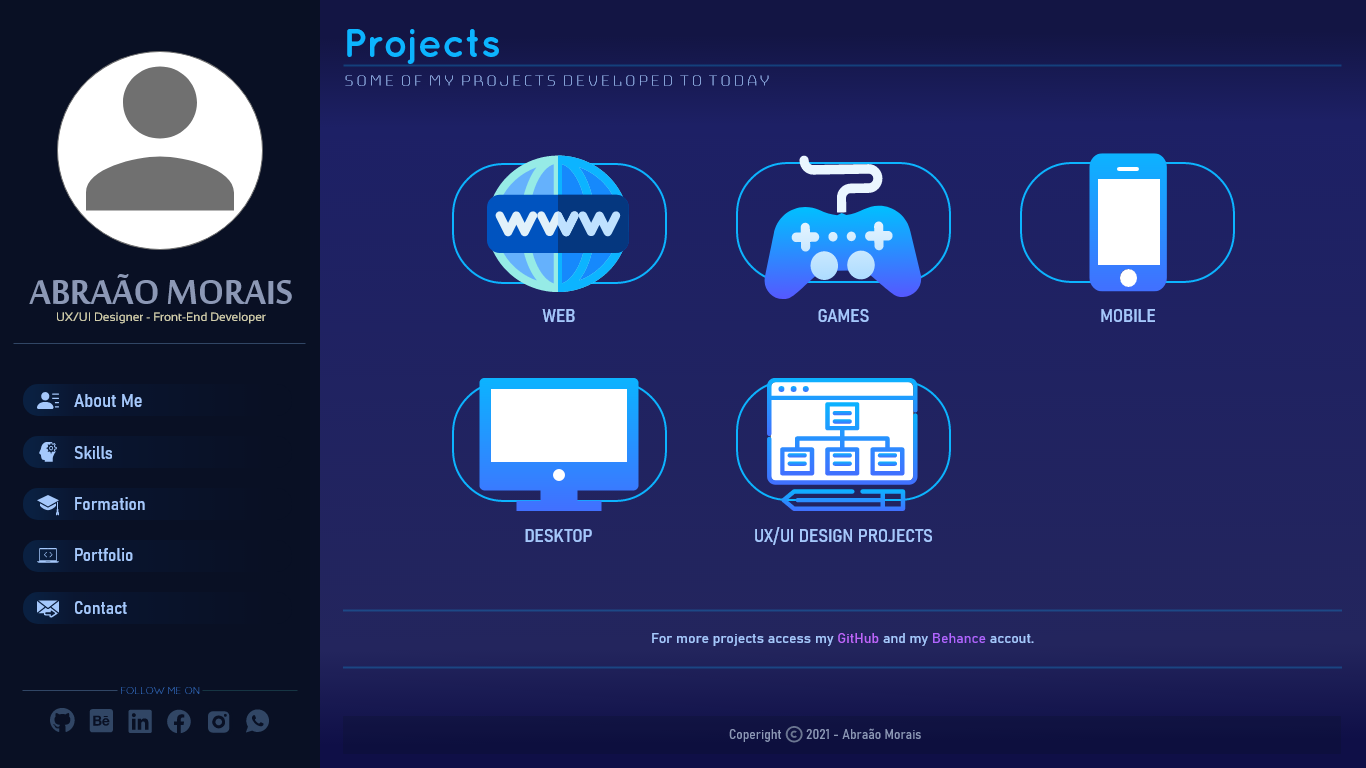 ABRAÃO MORAIS
UX/UI Designer - Front-End Developer
About Me
Skills
Formation
Portfolio
Contact
FOLLOW ME ON
Bē
in
Projects
SOME OF MY PROJECTS DEVELOPED TO TODAY
WWW
WEB
GAMES
MOBILE
DESKTOP
UX/UI DESIGN PROJECTS
For more projects access my GitHub and my Behance accout.
Coperight © 2021 - Abraão Morais